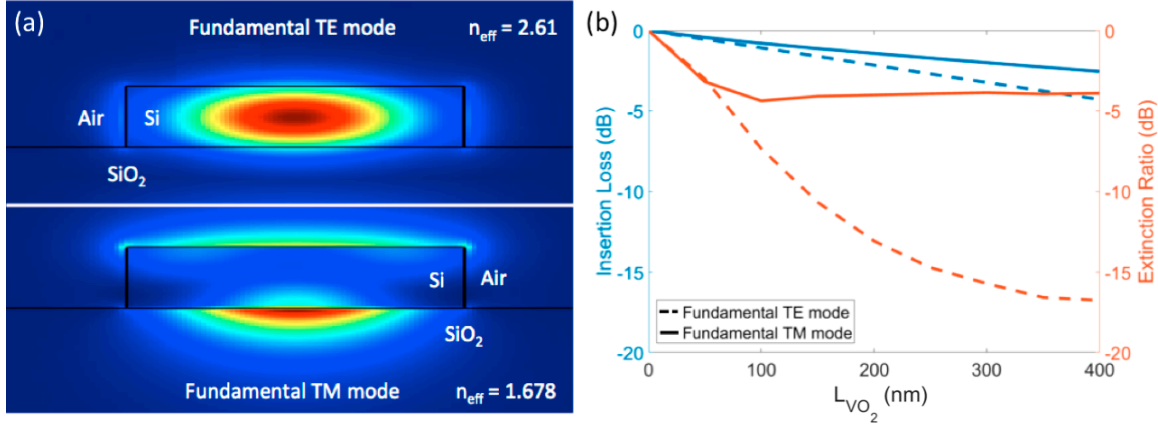 (a)
Fundamental TE mode
n_eff = 2.61
Air
Si
SiO₂
Si
Air
SiO₂
Fundamental TM mode
n_eff = 1.678
(b)
Insertion Loss (dB)
0
-5
-10
-15
-20
Fundamental TE mode
Fundamental TM mode
0
100
200
300
400
L_VO₂ (nm)
0
-5
-10
-15
-20
Extinction Ratio (dB)